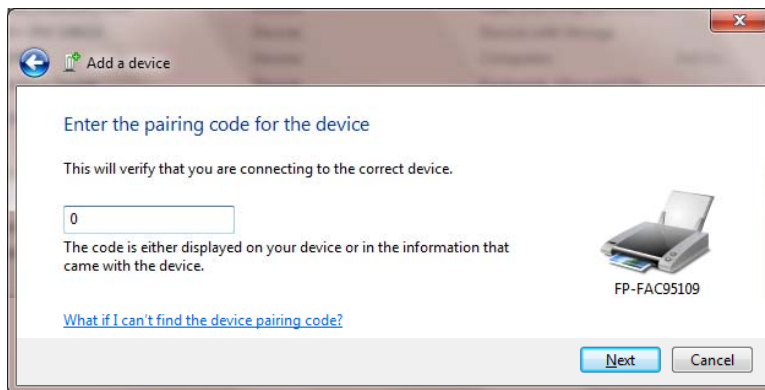 Add a device
Enter the pairing code for the device
This will verify that you are connecting to the correct device.
0
The code is either displayed on your device or in the information that
came with the device.
FP-FAC95109
What if I can't find the device pairing code?
Next
Cancel